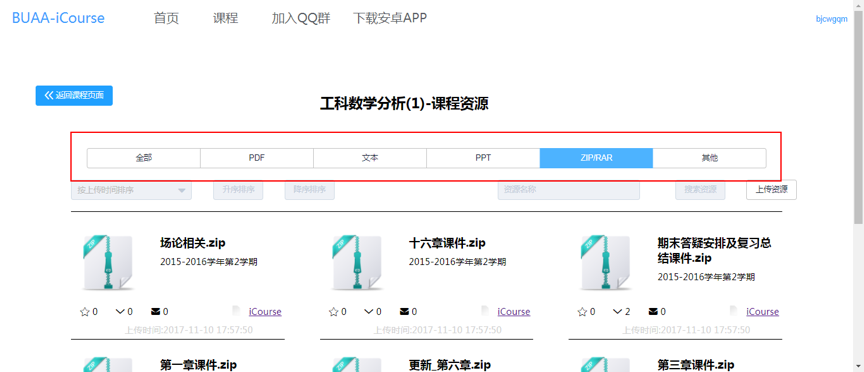 BUAA-iCourse 首页 课程 加入QQ群 下载安卓APP bjcwgqm
返回课程页面
工科数学分析(1)-课程资源
全部 PDF 文本 PPT ZIP/RAR 其他
按上传时间排序 升序排序 降序排序 资源名称 搜索资源 上传资源
场论相关.zip
2015-2016学年第2学期
0 0 0 iCourse
上传时间:2017-11-10 17:57:50
十六章课件.zip
2015-2016学年第2学期
0 0 0 iCourse
上传时间:2017-11-10 17:57:50
期末答疑安排及复习总
结课件.zip
2015-2016学年第2学期
0 2 0 iCourse
上传时间:2017-11-10 17:57:50
第一章课件.zip
更新_第六章.zip
第三章课件.zip